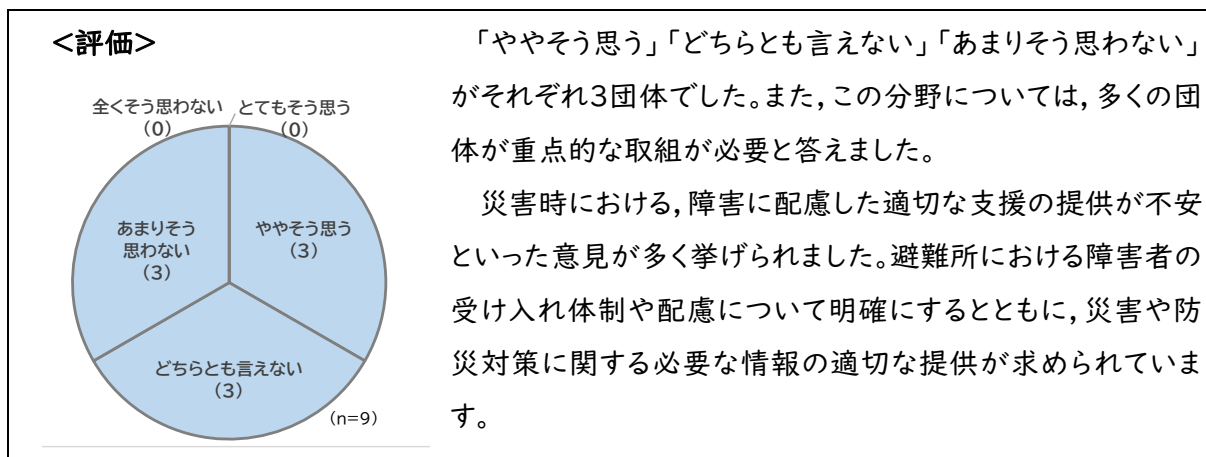 <評価>
全くそう思わない
(0)
とてもそう思う
(0)
あまりそう
思わない
(3)
ややそう思う
(3)
どちらとも言えない
(3)
(n=9)
「ややそう思う」「どちらとも言えない」「あまりそう思わない」
がそれぞれ3団体でした。また,この分野については,多くの団
体が重点的な取組が必要と答えました。
災害時における,障害に配慮した適切な支援の提供が不安
といった意見が多く挙げられました。避難所における障害者の
受け入れ体制や配慮について明確にするとともに,災害や防
災対策に関する必要な情報の適切な提供が求められていま
す。